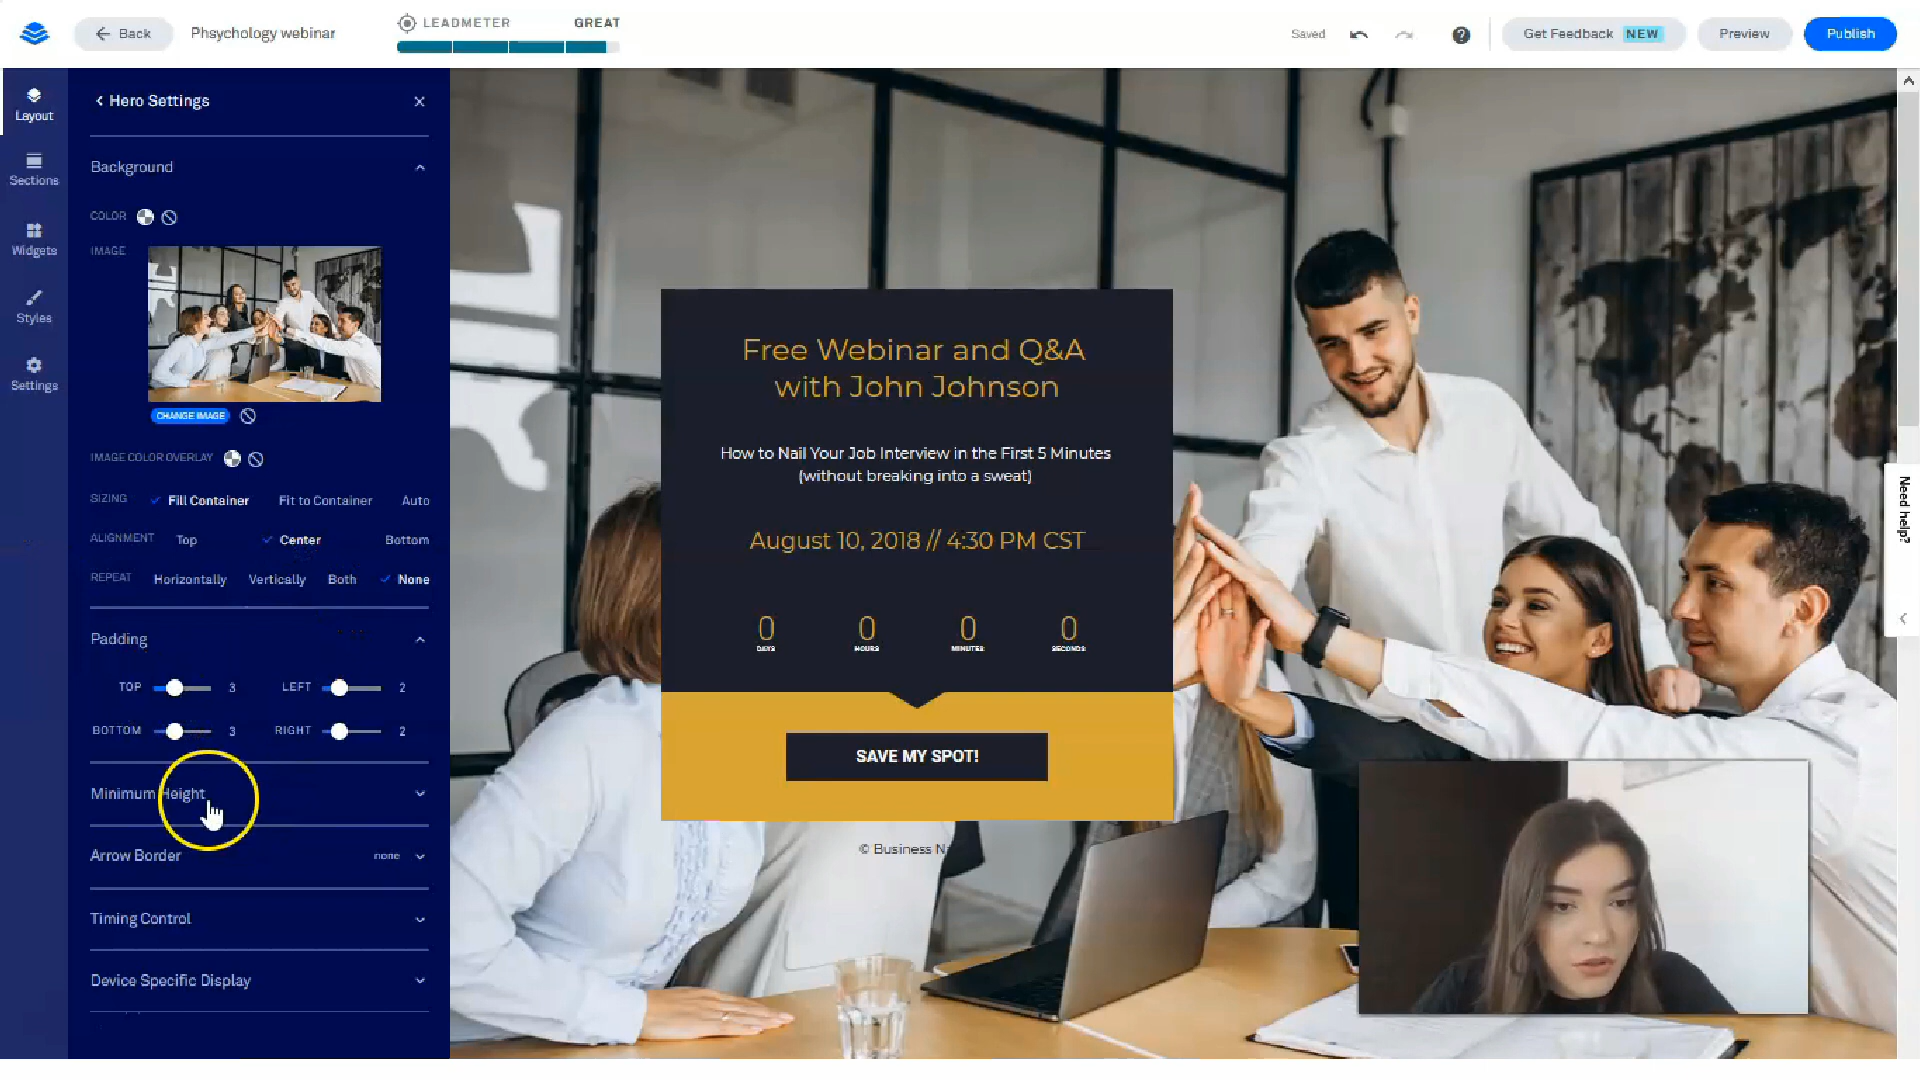 Back
Phsychology webinar
LEADMETER
GREAT
Saved
Get Feedback NEW
Preview
Publish
Layout
Sections
Widgets
Styles
Settings
Hero Settings
Background
COLOR
IMAGE
CHANGE IMAGE
IMAGE COLOR OVERLAY
SIZING Fill Container Fit to Container Auto
ALIGNMENT Top Center Bottom
REPEAT Horizontally Vertically Both None
Padding
TOP 3 LEFT 2
BOTTOM 3 RIGHT 2
Minimum Height
Arrow Border none
Timing Control
Device Specific Display
Free Webinar and Q&A
with John Johnson
How to Nail Your Job Interview in the First 5 Minutes
(without breaking into a sweat)
August 10, 2018 // 4:30 PM CST
0 0 0 0
DAYS HOURS MINUTES SECONDS
SAVE MY SPOT!
© Business N
Need help?